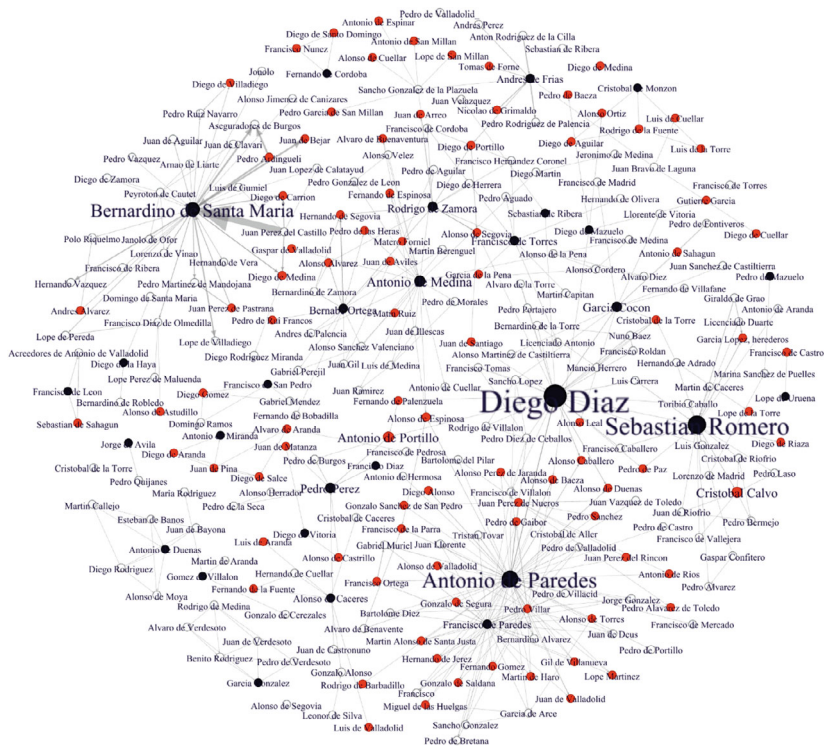 Pedro de Valladolid
Antonio de Espinar
Andrés Perez
Diego de Santo Domingo
Anton Rodriguez de la Cilla
Francisco Nunez
Antonio de San Millan
Sebastian de Ribera
Alonso de Cuellar
Lope de San Millan
Jonolo
Tomas de Forne
Fernando de Cordoba
Andres de Frias
Diego de Medina
Diego de Villadiego
Sancho Gonzalez de la Plazuela
Cristobal de Monzon
Alonso Jimenez de Canizares
Juan Velazquez
Pedro de Baeza
Pedro Ruiz Navarro
Pedro Garcia de San Millan
Nicolao de Grimaldo
Alonso Ortiz
Luis de Cuellar
Aseguradores de Burgos
Juan de Arreo
Pedro Rodriguez de Palencia
Rodrigo de la Fuente
Juan de Aguilar
Juan de Clavari
Juan de Bejar
Alvaro de Buenaventura
Francisco de Cordoba
Diego de Portillo
Diego de Aguilar
Luis de la Torre
Pedro Vazquez
Arnao de Liarte
Pedro Ardingueli
Alonso Velez
Francisco Hernandez Coronel
Jeronimo de Medina
Juan Lopez de Calatayud
Pedro de Aguilar
Diego Martin
Juan Bravo de Laguna
Diego de Zamora
Peyroton de Cautet
Luis de Gumiel
Pedro Gonzalez de Leon
Diego de Herrera
Francisco de Madrid
Francisco de Torres
Diego de Carrion
Fernando de Espinosa
Pedro Aguado
Hernando de Olivera
Gutierre Garcia
Bernardino de Santa Maria
Hernando de Segovia
Rodrigo de Zamora
Sebastian de Ribera
Llorente de Vitoria
Juan Perez del Castillo
Pedro de las Heras
Alonso de Segovia
Francisco de Torres
Diego de Mazuelo
Pedro de Pontiveros
Polo Riquelmo
Janolo de Ofor
Mateo Forniel
Francisco de Medina
Diego de Cuellar
Lorenzo de Vinao
Gaspar de Valladolid
Martin Berenguel
Alonso de la Pena
Antonio de Sahagun
Francisco de Ribera
Hernando de Vera
Alonso Alvarez
Juan de Aviles
Garcia de la Pena
Alonso Cordero
Juan Sanchez de Castiltierra
Hernando Vazquez
Pedro Martinez de Mandojana
Diego de Medina
Antonio de Medina
Alvaro de la Torre
Alvaro Diez
Pedro de Mazuelo
Domingo de Santa Maria
Bernardino de Zamora
Martin Capitan
Fernando de Villafane
Giraldo de Grao
Andres Alvarez
Juan Perez de Pastrana
Bernabe Ortega
Pedro de Morales
Pedro Portajero
Garcia Cocon
Antonio de Aranda
Francisco Diaz de Olmedilla
Pedro de Rui Francos
Matia Ruiz
Bernardino de la Torre
Cristobal de la Torre
Licenciado Duarte
Lope de Pereda
Andres de Palencia
Juan de Illescas
Nuno Baez
Garcia Lopez, herederos
Lope de Villadiego
Alonso Sanchez Valenciano
Juan de Santiago
Licenciado Antonio
Francisco Roldan
Francisco de Castro
Acreedores de Antonio de Valladolid
Diego Rodriguez Miranda
Alonso Martinez de Castiltierra
Hernando de Adrado
Diego de la Haya
Gabriel Perejil
Juan Gil
Luis de Medina
Francisco Tomas
Mancio Herrero
Marina Sanchez de Puelles
Lope Perez de Maluenda
Francisco de San Pedro
Sancho Lopez
Luis Carrera
Martin de Caceres
Francisco de Leon
Diego Gomez
Juan Ramirez
Antonio de Cuellar
Toribio Caballo
Lope de Uruena
Bernardino de Robledo
Gabriel Mendez
Fernando de Palenzuela
Diego Diaz
Alonso de Astudillo
Fernando de Bobadilla
Alonso de Espinosa
Lope de la Torre
Sebastian de Sahagun
Domingo Ramos
Alvaro de Aranda
Rodrigo de Villalon
Alonso Leal
Sebastian Romero
Jorge de Avila
Antonio de Miranda
Antonio de Portillo
Pedro Diez de Ceballos
Luis Gonzalez
Diego de Riaza
Diego de Aranda
Juan de Matanza
Francisco de Pedrosa
Francisco Caballero
Cristobal de Riofrio
Cristobal de la Torre
Juan de Pina
Pedro de Burgos
Francisco Diaz
Bartolome del Pilar
Alonso Caballero
Pedro de Paz
Lorenzo de Madrid
Pedro Laso
Pedro Quijanes
Diego de Salce
Antonio de Hermosa
Alonso Perez de Jaranda
Alonso de Baeza
Maria Rodriguez
Alonso Herrador
Pedro Perez
Diego Alonso
Francisco de Villalon
Alonso de Duenas
Cristobal Calvo
Martin Callejo
Pedro de la Seca
Gonzalo Sanchez de San Pedro
Juan Perez de Nueros
Juan Vazquez de Toledo
Esteban de Banos
Cristobal de Caceres
Pedro de Gaibor
Pedro Sanchez
Juan de Riofrio
Pedro Bermejo
Juan de Bayona
Diego de Vitoria
Francisco de la Parra
Tristan Tovar
Cristobal de Aller
Pedro de Castro
Antonio de Duenas
Luis de Aranda
Gabriel Muriel
Juan Llorente
Pedro de Valladolid
Francisco de Vallejera
Martin de Aranda
Alonso de Castrillo
Juan Perez del Rincon
Gaspar Confitero
Diego Rodriguez
Gomez de Villalon
Hernando de Cuellar
Alonso de Valladolid
Antonio de Paredes
Antonio de Rios
Fernando de la Fuente
Francisco Ortega
Pedro de Villacid
Pedro Alvarez
Alonso de Moya
Rodrigo de Medina
Alonso de Caceres
Gonzalo de Segura
Jorge Gonzalez
Pedro Alavarez de Toledo
Gonzalo de Cerezales
Bartolome Diez
Pedro Villar
Alvaro de Verdesoto
Alvaro de Benavente
Francisco de Paredes
Alonso de Torres
Francisco de Mercado
Juan de Verdesoto
Juan de Castronuno
Martin Alonso de Santa Justa
Bernardino Alvarez
Juan de Deus
Benito Rodriguez
Pedro de Verdesoto
Hernando de Jerez
Gil de Villanueva
Pedro de Portillo
Gonzalo Alonso
Fernando Gomez
Lope Martinez
Garcia Gonzalez
Rodrigo de Barbadillo
Gonzalo de Saldana
Martin de Haro
Francisco
Juan de Valladolid
Alonso de Segovia
Miguel de las Huelgas
Leonor de Silva
Garcia de Arce
Luis de Valladolid
Sancho Gonzalez
Pedro de Bretana